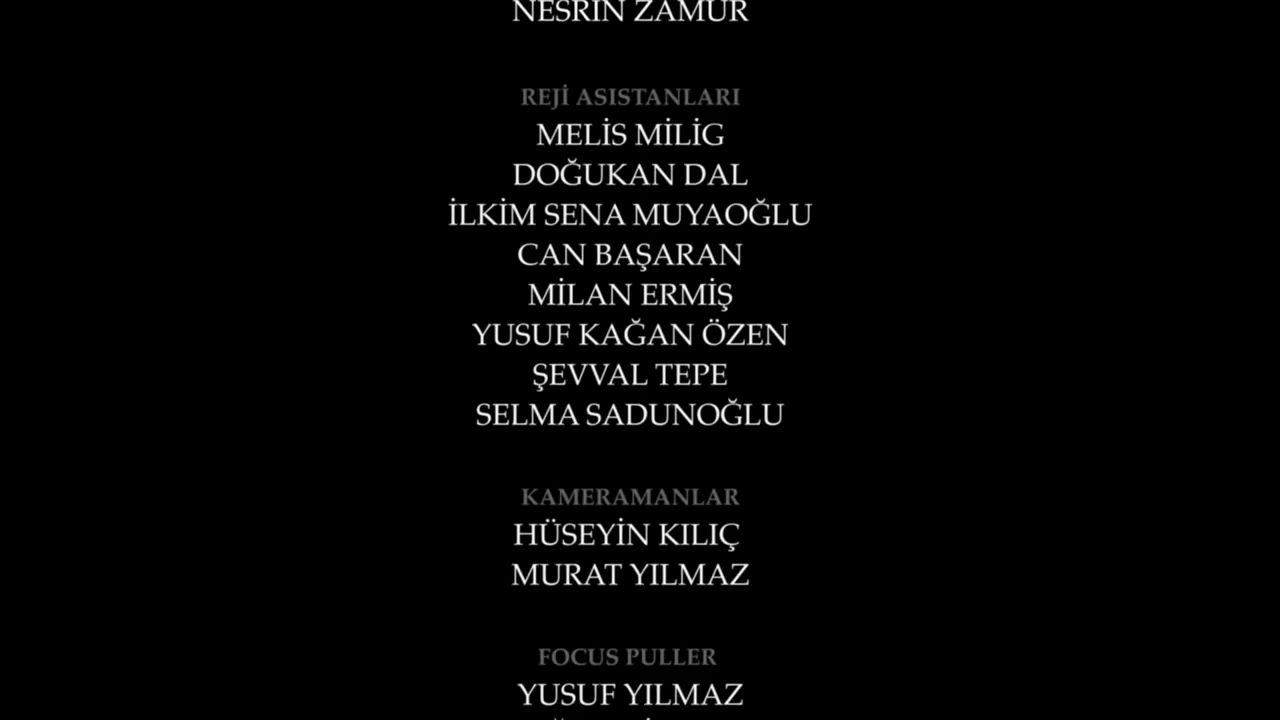 NESRİN ZAMUR
REJİ ASISTANLARI
MELİS MİLİG
DOĞUKAN DAL
İLKİM SENA MUYAOĞLU
CAN BAŞARAN
MİLAN ERMİŞ
YUSUF KAĞAN ÖZEN
ŞEVVAL TEPE
SELMA SADUNOĞLU
KAMERAMANLAR
HÜSEYİN KILIÇ
MURAT YILMAZ
FOCUS PULLER
YUSUF YILMAZ